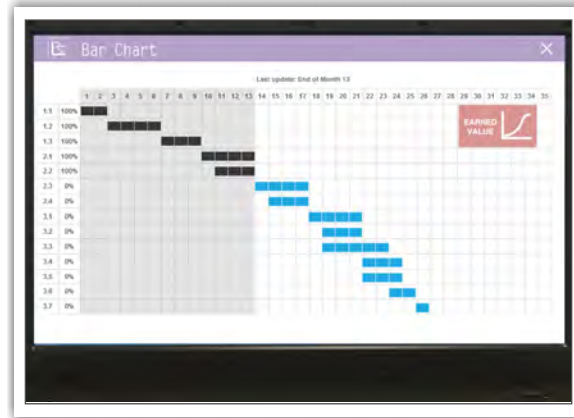 Bar Chart
Last update: End of Month 13
1 2 3 4 5 6 7 8 9 10 11 12 13 14 15 16 17 18 19 20 21 22 23 24 25 26 27 28 29 30 31 32 33 34 35
EARNED
VALUE
1.1 100%
1.2 100%
1.3 100%
2.1 100%
2.2 100%
2.3 0%
2.4 0%
3.1 0%
3.2 0%
3.3 0%
3.4 0%
3.5 0%
3.6 0%
3.7 0%